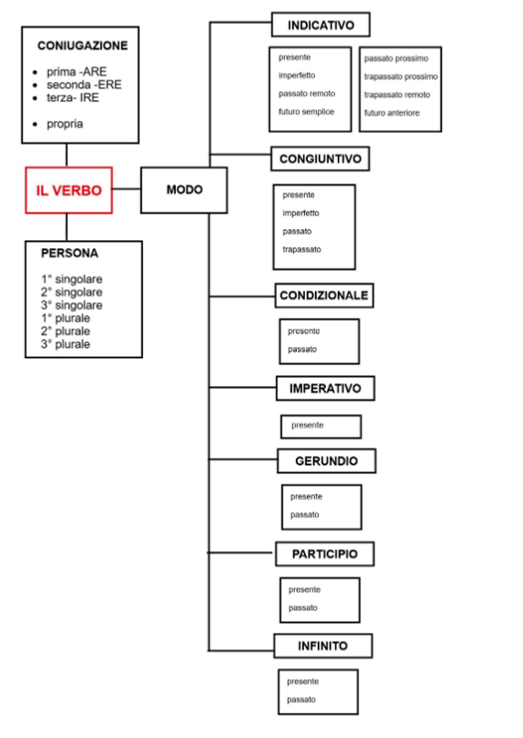 CONIUGAZIONE
prima -ARE
seconda -ERE
terza- IRE
propria
IL VERBO
MODO
PERSONA
1° singolare
2° singolare
3° singolare
1° plurale
2° plurale
3° plurale
INDICATIVO
presente
imperfetto
passato remoto
futuro semplice
passato prossimo
trapassato prossimo
trapassato remoto
futuro anteriore
CONGIUNTIVO
presente
imperfetto
passato
trapassato
CONDIZIONALE
presente
passato
IMPERATIVO
presente
GERUNDIO
presente
passato
PARTICIPIO
presente
passato
INFINITO
presente
passato